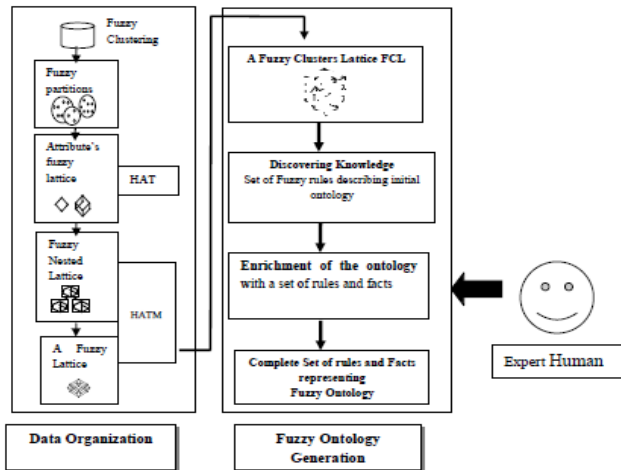 Fuzzy
Clustering
Fuzzy
partitions
Attribute's
fuzzy
lattice
HAT
Fuzzy
Nested
Lattice
HATM
A Fuzzy
Lattice
Data Organization
A Fuzzy Clusters Lattice FCL
Discovering Knowledge
Set of Fuzzy rules describing initial
ontology
Enrichment of the ontology
with a set of rules and facts
Complete Set of rules and Facts
representing
Fuzzy Ontology
Fuzzy Ontology
Generation
Expert Human